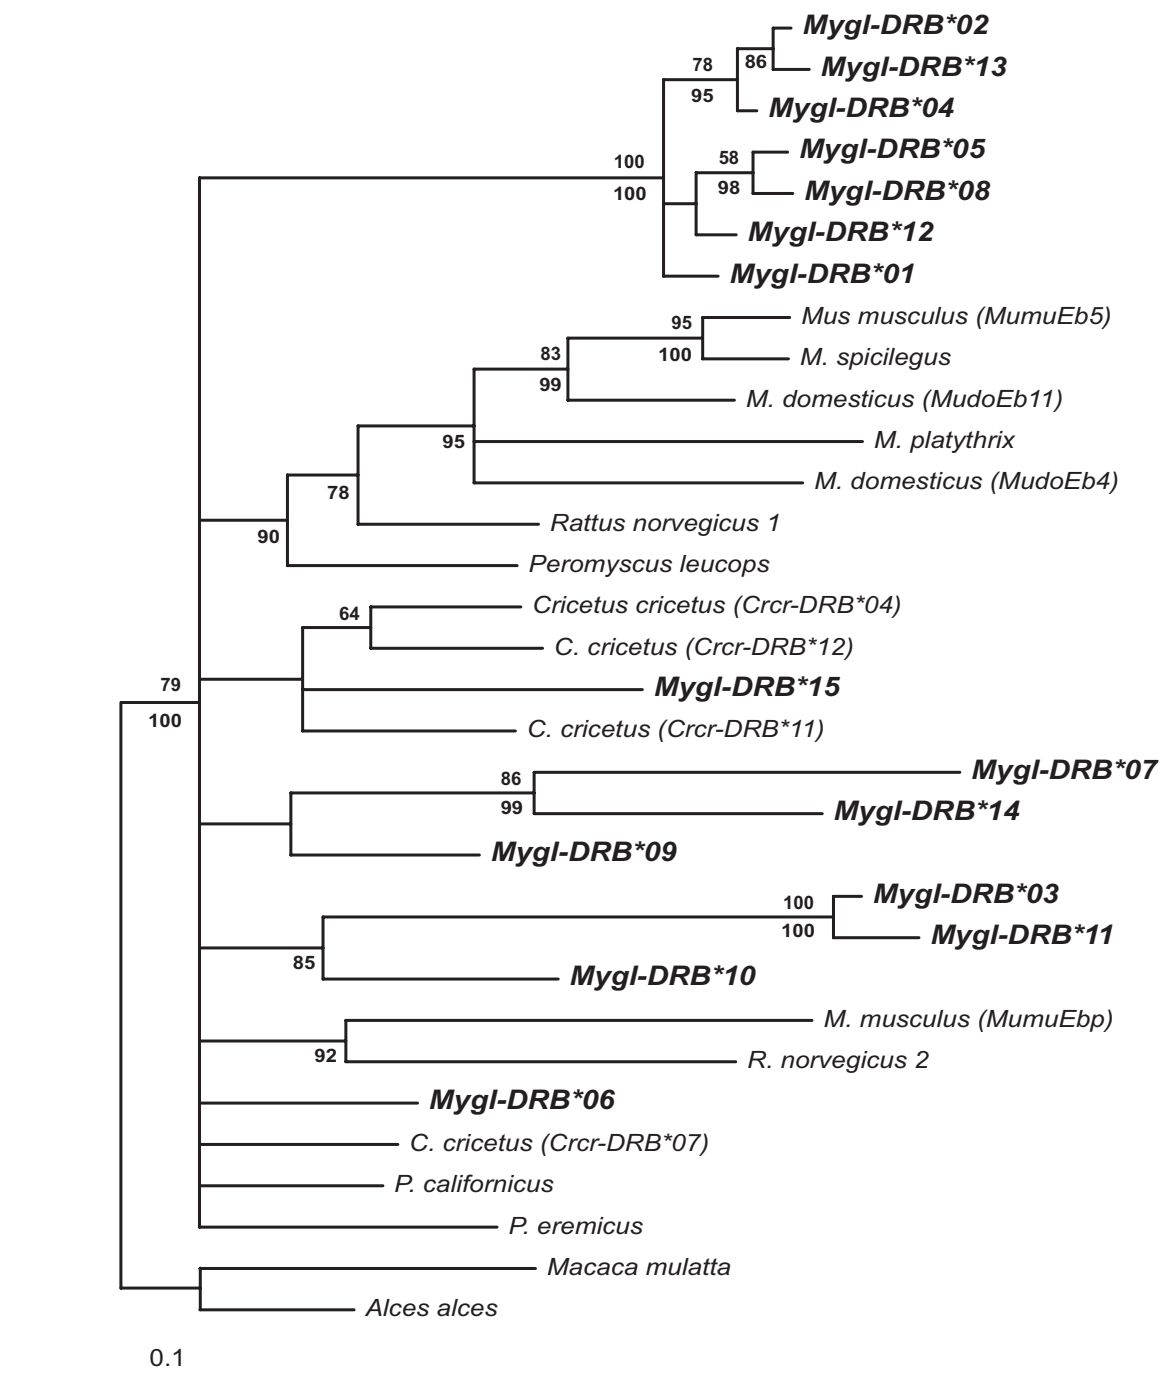 Mygl-DRB*02
78
86
Mygl-DRB*13
95
Mygl-DRB*04
Mygl-DRB*05
58
100
98
Mygl-DRB*08
100
Mygl-DRB*12
Mygl-DRB*01
Mus musculus (MumuEb5)
95
83
100
M. spicilegus
99
M. domesticus (MudoEb11)
95
M. platythrix
M. domesticus (MudoEb4)
78
Rattus norvegicus 1
90
Peromyscus leucops
Cricetus cricetus (Crcr-DRB*04)
64
C. cricetus (Crcr-DRB*12)
79
Mygl-DRB*15
100
C. cricetus (Crcr-DRB*11)
Mygl-DRB*07
86
99
Mygl-DRB*14
Mygl-DRB*09
Mygl-DRB*03
100
100
Mygl-DRB*11
85
Mygl-DRB*10
M. musculus (MumuEbp)
92
R. norvegicus 2
Mygl-DRB*06
C. cricetus (Crcr-DRB*07)
P. californicus
P. eremicus
Macaca mulatta
Alces alces
0.1